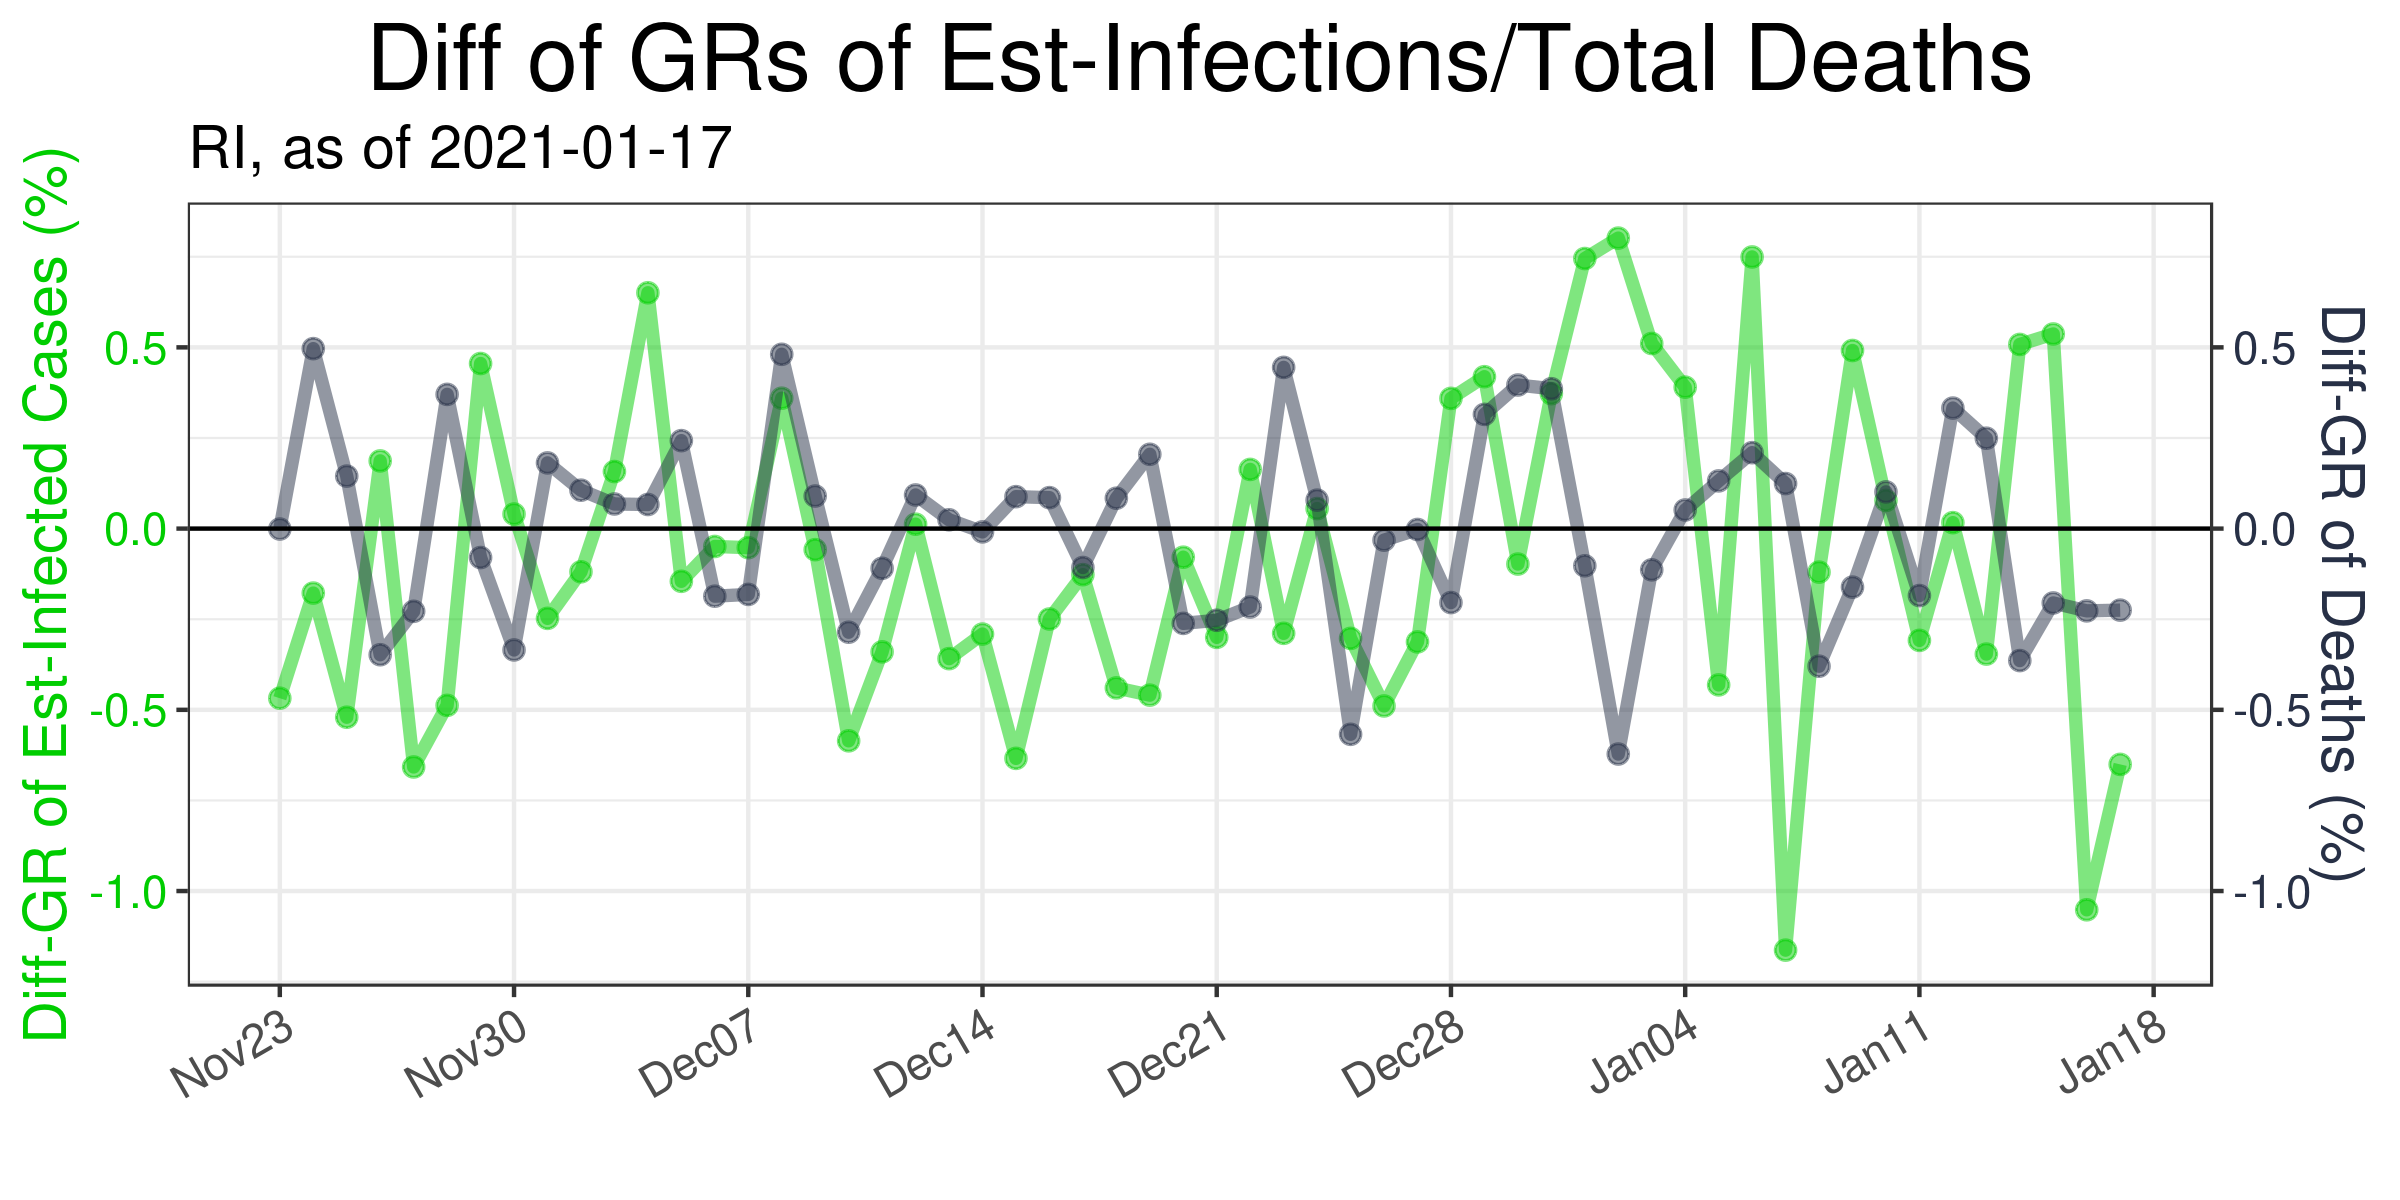 Diff of GRs of Est-Infections/Total Deaths
RI, as of 2021-01-17
Diff-GR of Est-Infected Cases (%)
0.5
0.0
-0.5
-1.0
0.5
0.0
-0.5
-1.0
Diff-GR of Deaths (%)
Nov23 Nov30 Dec07 Dec14 Dec21 Dec28 Jan04 Jan11 Jan18